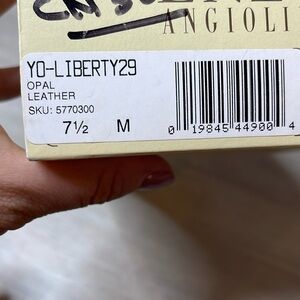 ANGIOLI
YO-LIBERTY29
OPAL
LEATHER
SKU: 5770300
7½ M
0 19845 44900 4